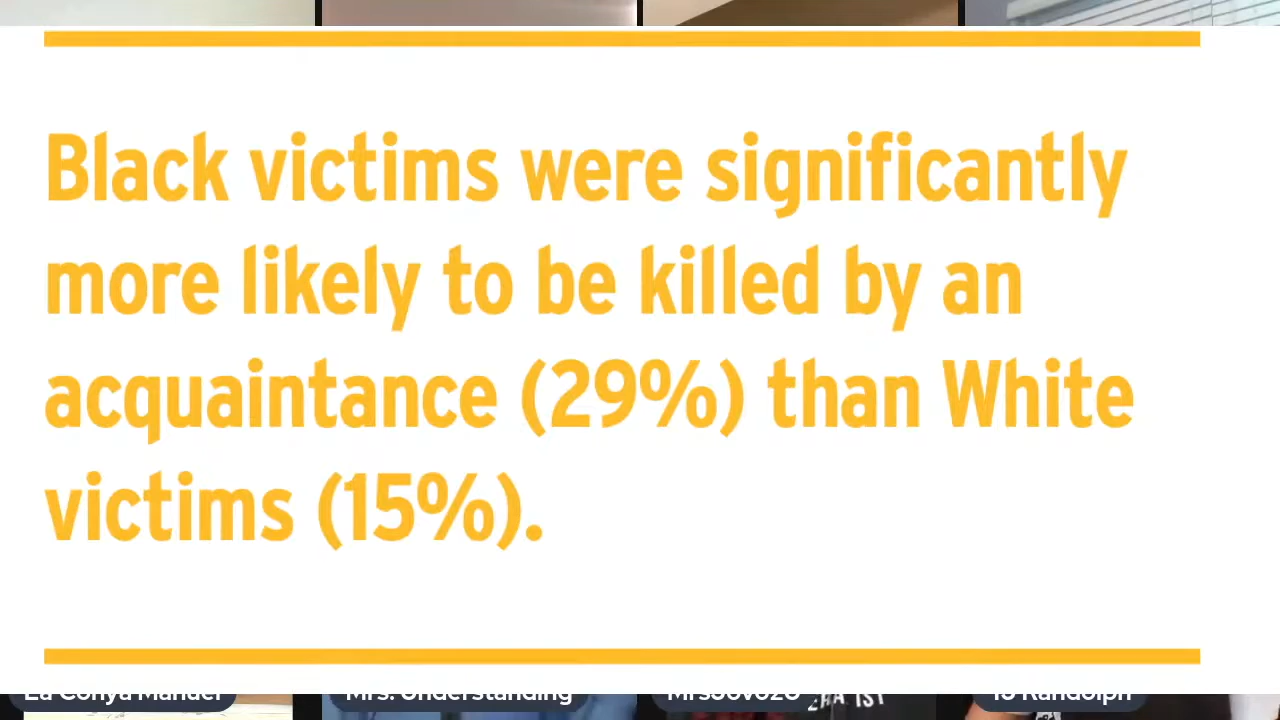 Black victims were significantly
more likely to be killed by an
acquaintance (29%) than White
victims (15%).
Mrs. Understanding
Randolph